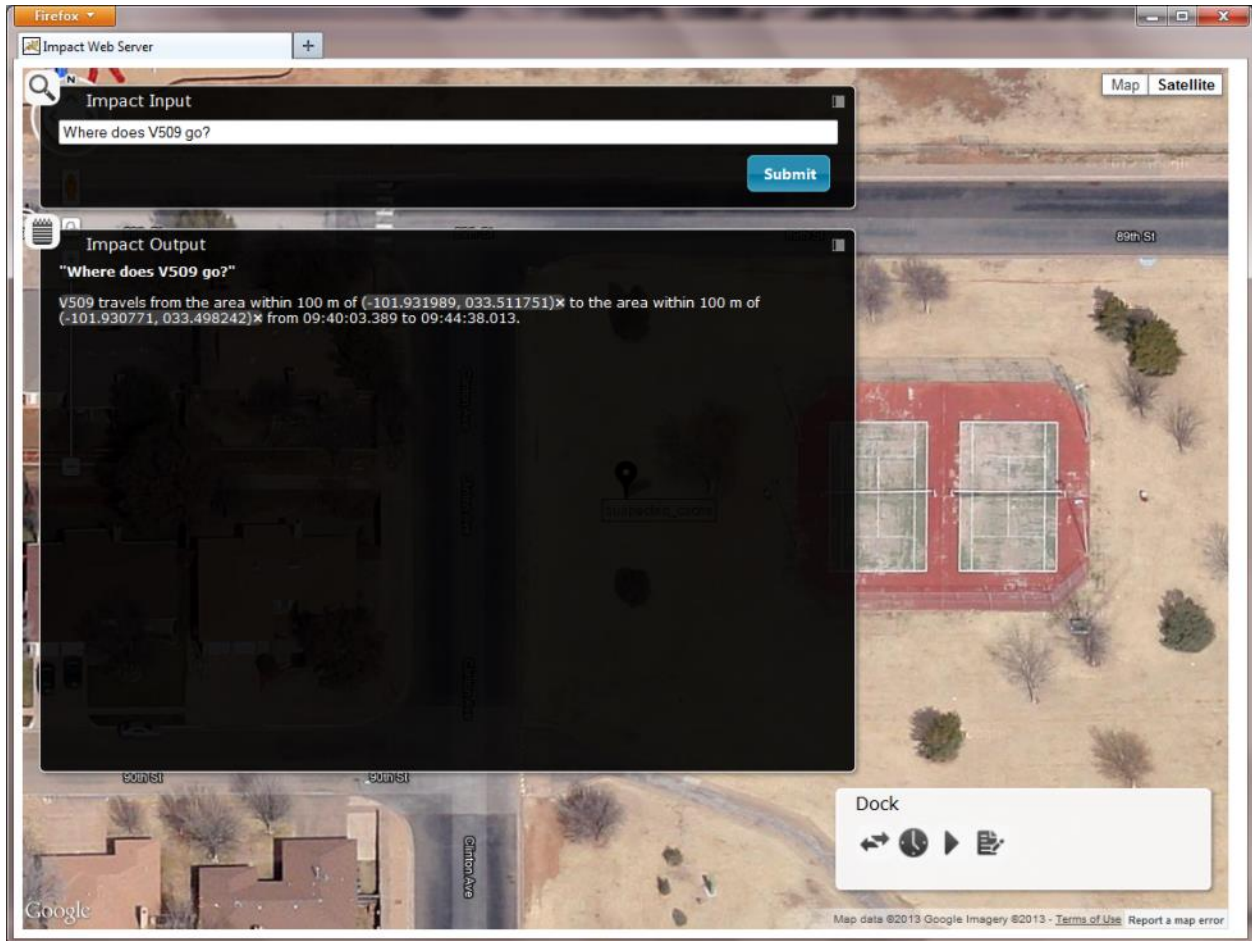 Firefox
Impact Web Server
+
N
Map Satellite
Impact Input
Where does V509 go?
Submit
89th St
Impact Output
"Where does V509 go?"
V509 travels from the area within 100 m of (-101.931989, 033.511751)× to the area within 100 m of
(-101.930771, 033.498242)× from 09:40:03.389 to 09:44:38.013.
90th St 90th St
Dock
Clinton Ave
Google
Map data ©2013 Google Imagery ©2013 - Terms of Use Report a map error